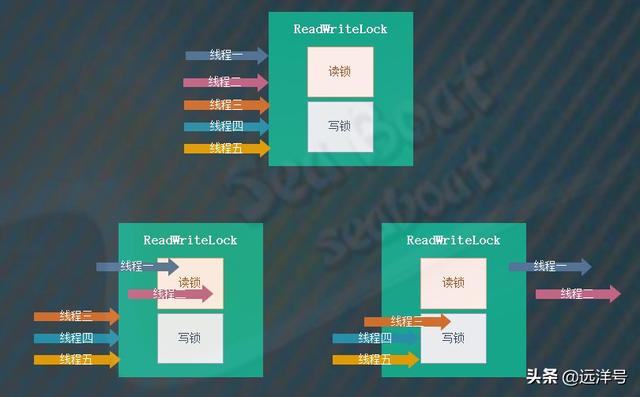 ReadWriteLock
线程一
读锁
线程二
线程三
线程四
写锁
线程五
SeaBoat
seaboat
ReadWriteLock
线程一
读锁
线程二
线程三
线程四
写锁
线程五
ReadWriteLock
线程一
读锁
线程二
线程三
线程四
写锁
线程五
头条 @远洋号